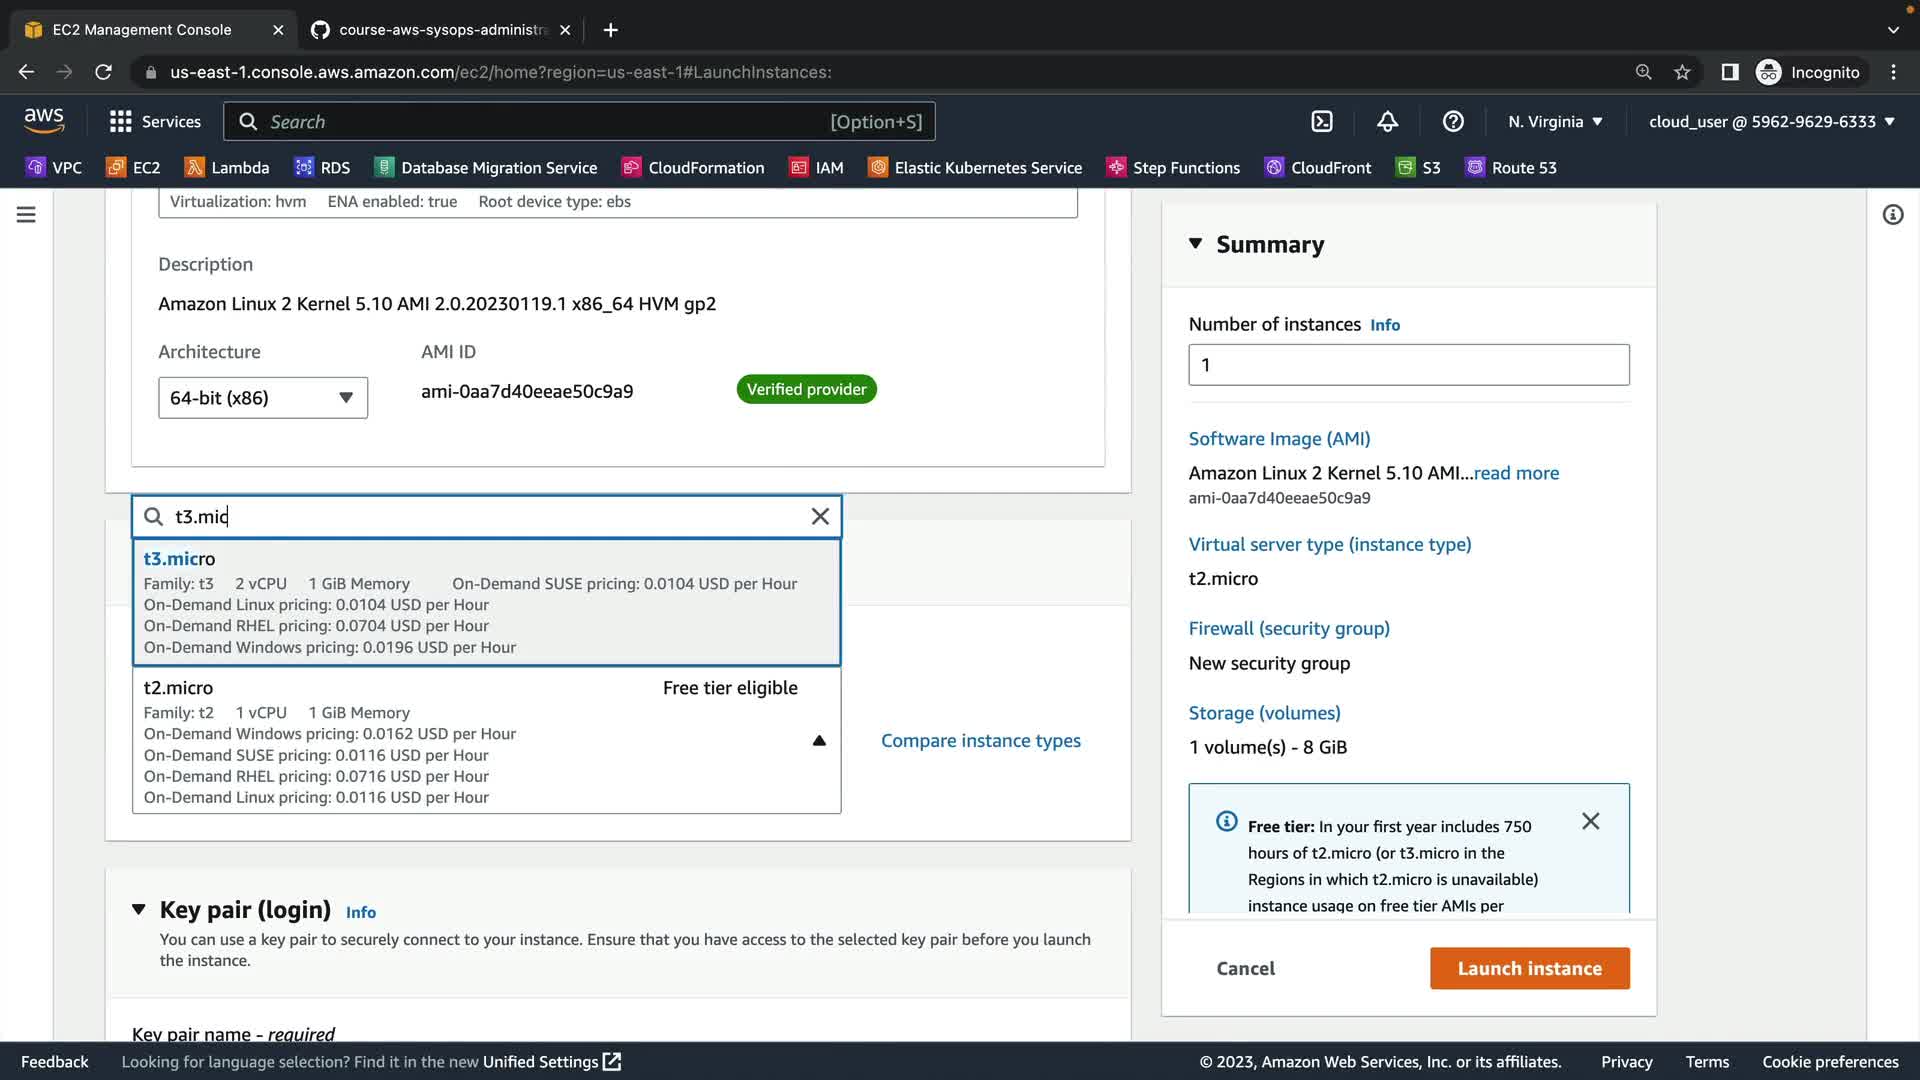 EC2 Management Console
course-aws-sysops-administra
us-east-1.console.aws.amazon.com/ec2/home?region=us-east-1#LaunchInstances:
Incognito
aws
Services
Search
[Option+S]
N. Virginia
cloud_user @ 5962-9629-6333
VPC
EC2
Lambda
RDS
Database Migration Service
CloudFormation
IAM
Elastic Kubernetes Service
Step Functions
CloudFront
S3
Route 53
Virtualization: hvm ENA enabled: true Root device type: ebs
Description
Amazon Linux 2 Kernel 5.10 AMI 2.0.20230119.1 x86_64 HVM gp2
Architecture
AMI ID
64-bit (x86)
ami-0aa7d40eeae50c9a9
Verified provider
t3.mic
t3.micro
Family: t3 2 vCPU 1 GiB Memory On-Demand SUSE pricing: 0.0104 USD per Hour
On-Demand Linux pricing: 0.0104 USD per Hour
On-Demand RHEL pricing: 0.0704 USD per Hour
On-Demand Windows pricing: 0.0196 USD per Hour
t2.micro
Free tier eligible
Family: t2 1 vCPU 1 GiB Memory
On-Demand Windows pricing: 0.0162 USD per Hour
On-Demand SUSE pricing: 0.0116 USD per Hour
On-Demand RHEL pricing: 0.0716 USD per Hour
On-Demand Linux pricing: 0.0116 USD per Hour
Compare instance types
Key pair (login) Info
You can use a key pair to securely connect to your instance. Ensure that you have access to the selected key pair before you launch
the instance.
Key pair name - required
Summary
Number of instances Info
1
Software Image (AMI)
Amazon Linux 2 Kernel 5.10 AMI...read more
ami-0aa7d40eeae50c9a9
Virtual server type (instance type)
t2.micro
Firewall (security group)
New security group
Storage (volumes)
1 volume(s) - 8 GiB
Free tier: In your first year includes 750
hours of t2.micro (or t3.micro in the
Regions in which t2.micro is unavailable)
instance usage on free tier AMIs per
Cancel
Launch instance
Feedback
Looking for language selection? Find it in the new Unified Settings
© 2023, Amazon Web Services, Inc. or its affiliates.
Privacy
Terms
Cookie preferences